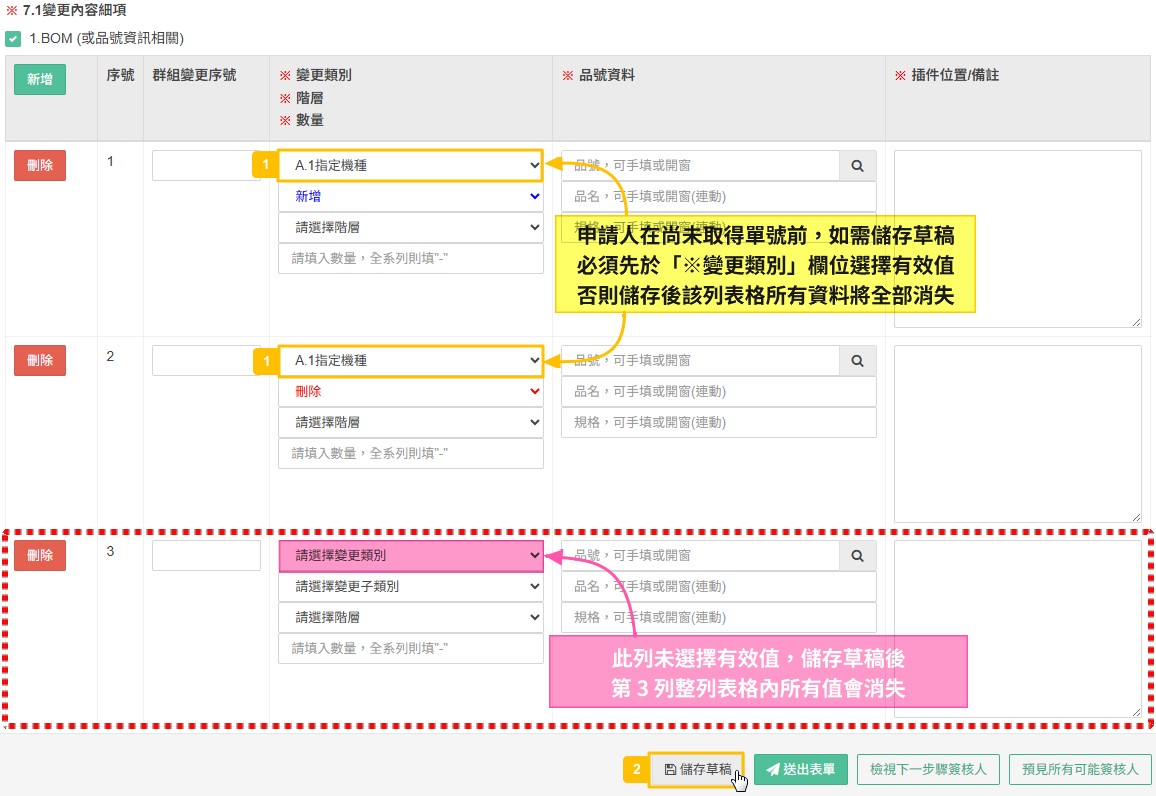 ※ 7.1變更內容細項
1.BOM (或品號資訊相關)
新增
序號
群組變更序號
※ 變更類別
※ 階層
※ 數量
※ 品號資料
※ 插件位置/備註
刪除
1
1
A.1指定機種
新增
請選擇階層
請填入數量，全系列則填"-"
品號，可手填或開窗
品名，可手填或開窗(連動)
規格，可手填或開窗(連動)
申請人在尚未取得單號前，如需儲存草稿
必須先於「※變更類別」欄位選擇有效值
否則儲存後該列表格所有資料將全部消失
刪除
2
1
A.1指定機種
刪除
請選擇階層
請填入數量，全系列則填"-"
品號，可手填或開窗
品名，可手填或開窗(連動)
規格，可手填或開窗(連動)
刪除
3
請選擇變更類別
請選擇變更子類別
請選擇階層
請填入數量，全系列則填"-"
品號，可手填或開窗
品名，可手填或開窗(連動)
規格，可手填或開窗(連動)
此列未選擇有效值，儲存草稿後
第 3 列整列表格內所有值會消失
2
儲存草稿
送出表單
檢視下一步驟簽核人
預見所有可能簽核人